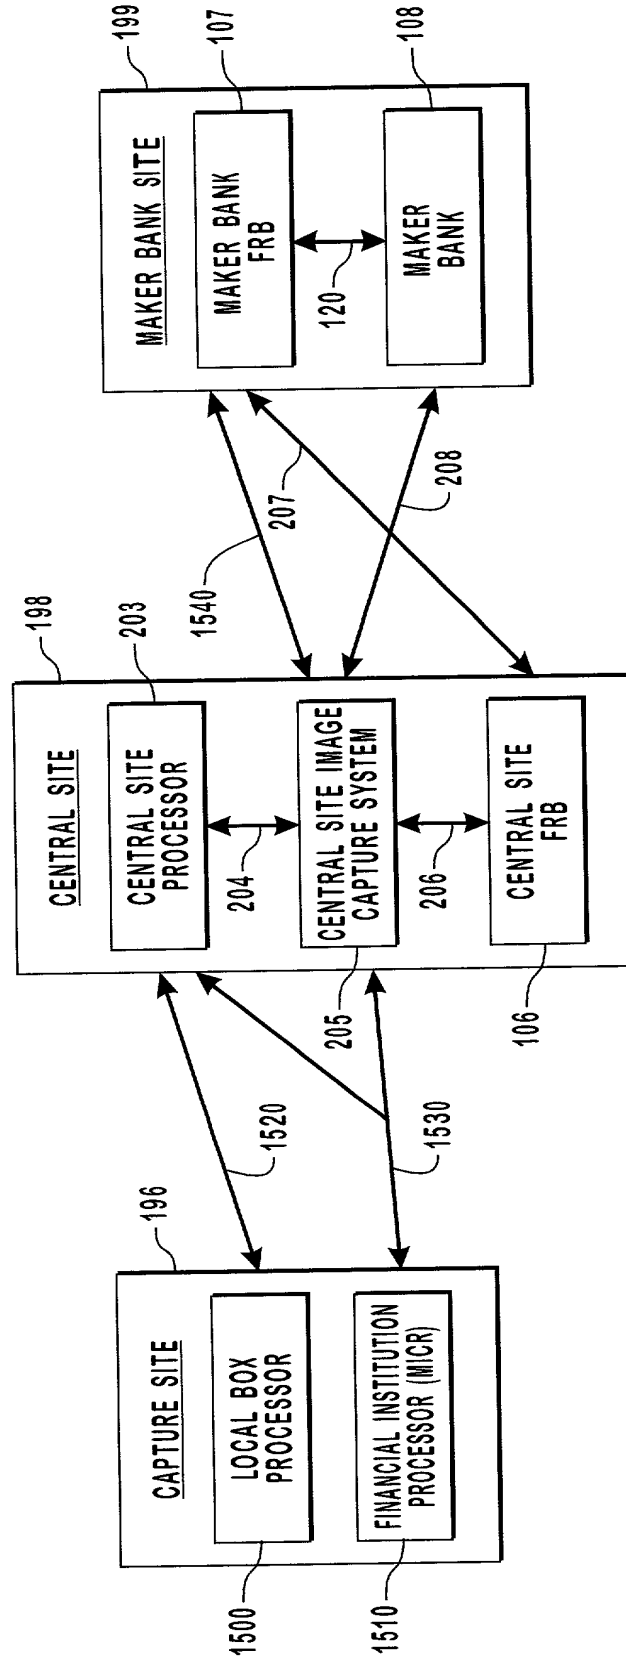 CAPTURE SITE
196
LOCAL BOX
PROCESSOR
1500
FINANCIAL INSTITUTION
PROCESSOR (MICR)
1510
1520
1530
CENTRAL SITE
198
CENTRAL SITE
PROCESSOR
203
204
CENTRAL SITE IMAGE
CAPTURE SYSTEM
205
206
CENTRAL SITE
FRB
106
1540
207
208
MAKER BANK SITE
199
MAKER BANK
FRB
107
120
MAKER
BANK
108